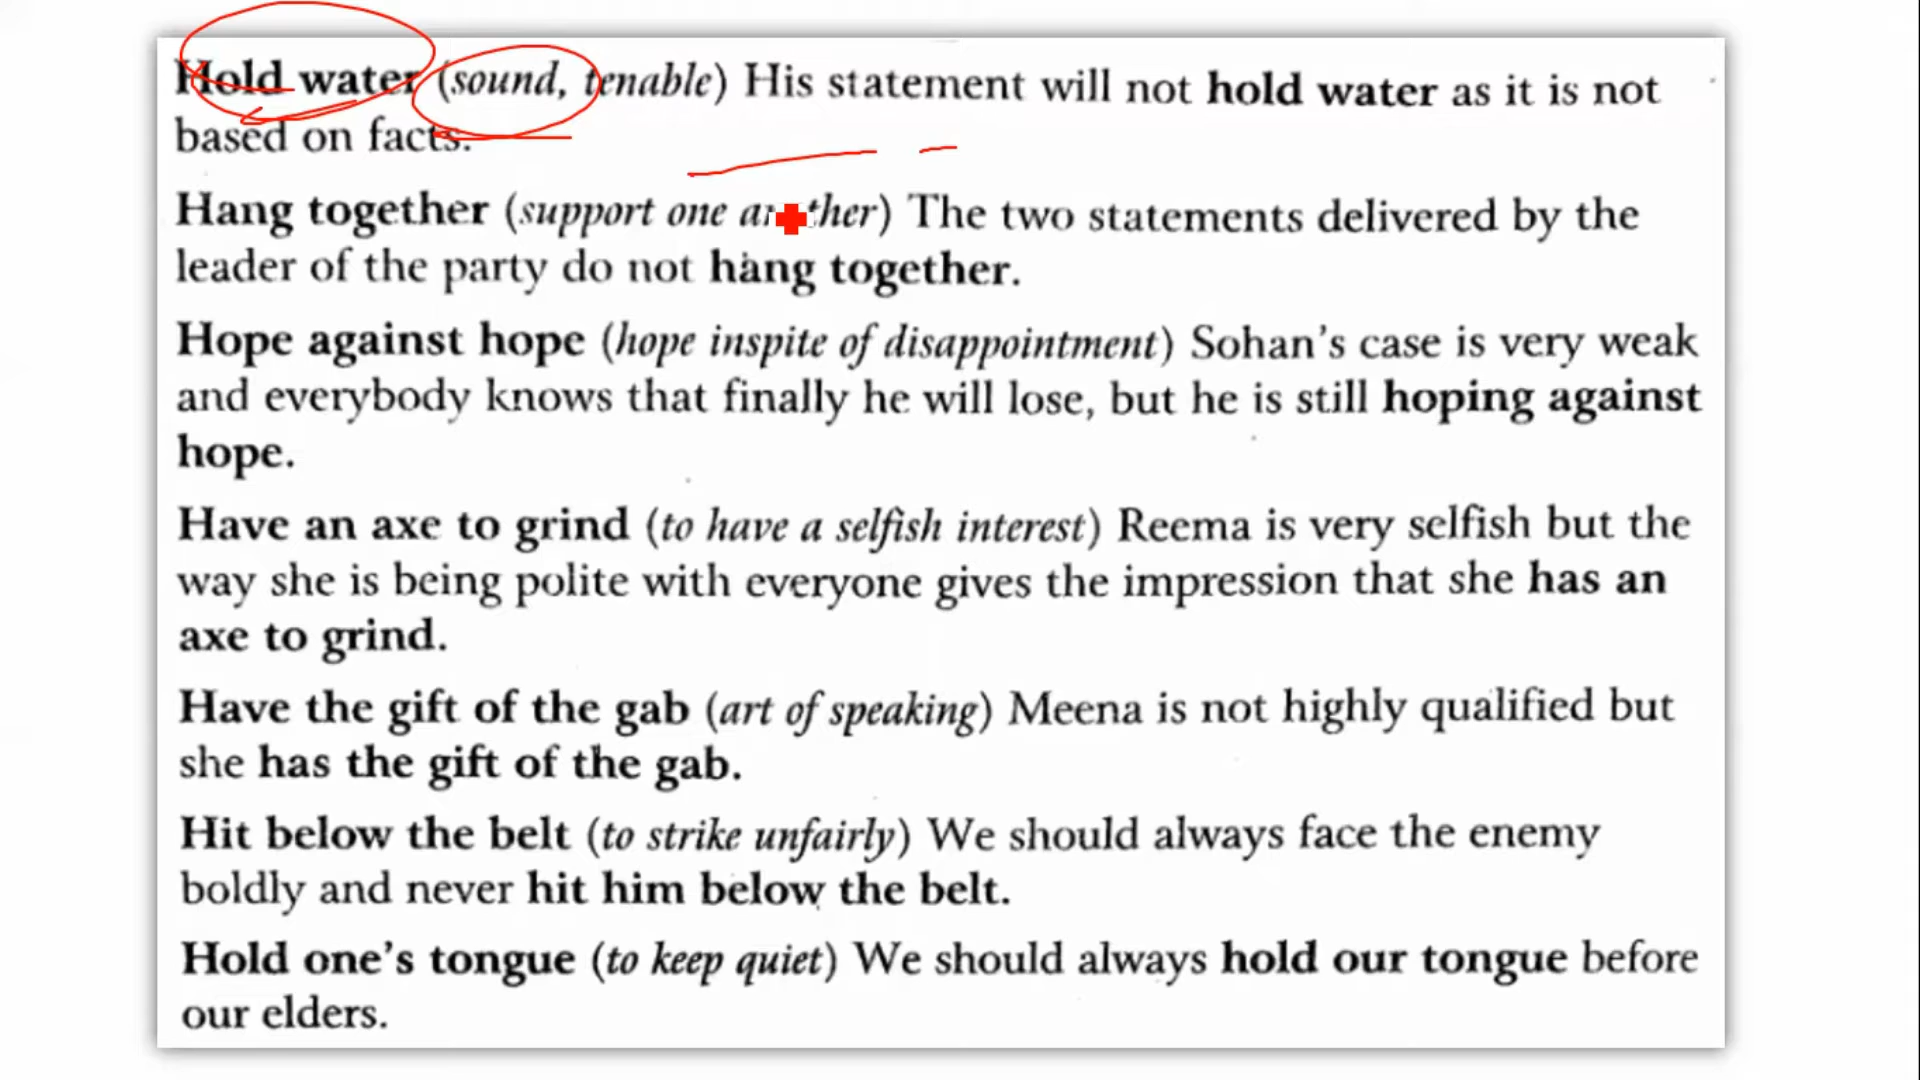 Hold water (sound, tenable) His statement will not hold water as it is not
based on facts.
Hang together (support one another) The two statements delivered by the
leader of the party do not hang together.
Hope against hope (hope inspite of disappointment) Sohan's case is very weak
and everybody knows that finally he will lose, but he is still hoping against
hope.
Have an axe to grind (to have a selfish interest) Reema is very selfish but the
way she is being polite with everyone gives the impression that she has an
axe to grind.
Have the gift of the gab (art of speaking) Meena is not highly qualified but
she has the gift of the gab.
Hit below the belt (to strike unfairly) We should always face the enemy
boldly and never hit him below the belt.
Hold one's tongue (to keep quiet) We should always hold our tongue before
our elders.